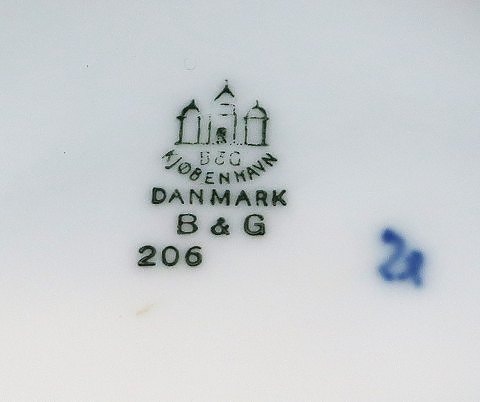 B&G
KJØBENHAVN
DANMARK
B & G
206